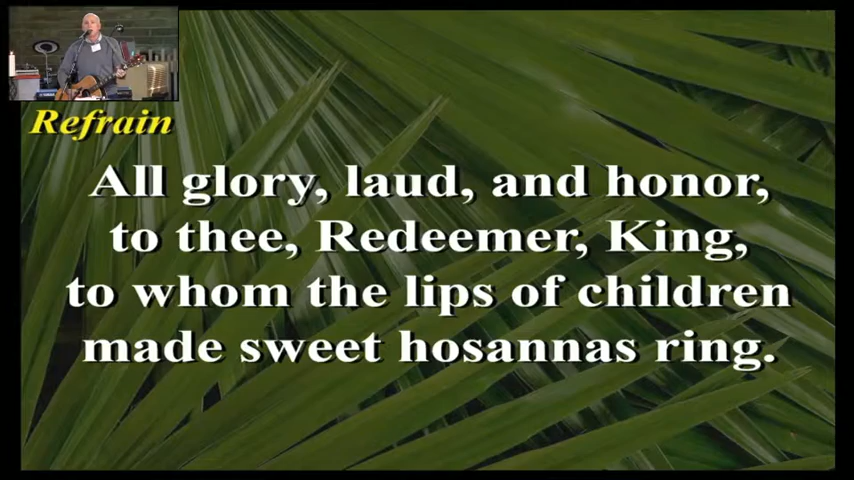 Refrain
All glory, laud, and honor,
to thee, Redeemer, King,
to whom the lips of children
made sweet hosannas ring.